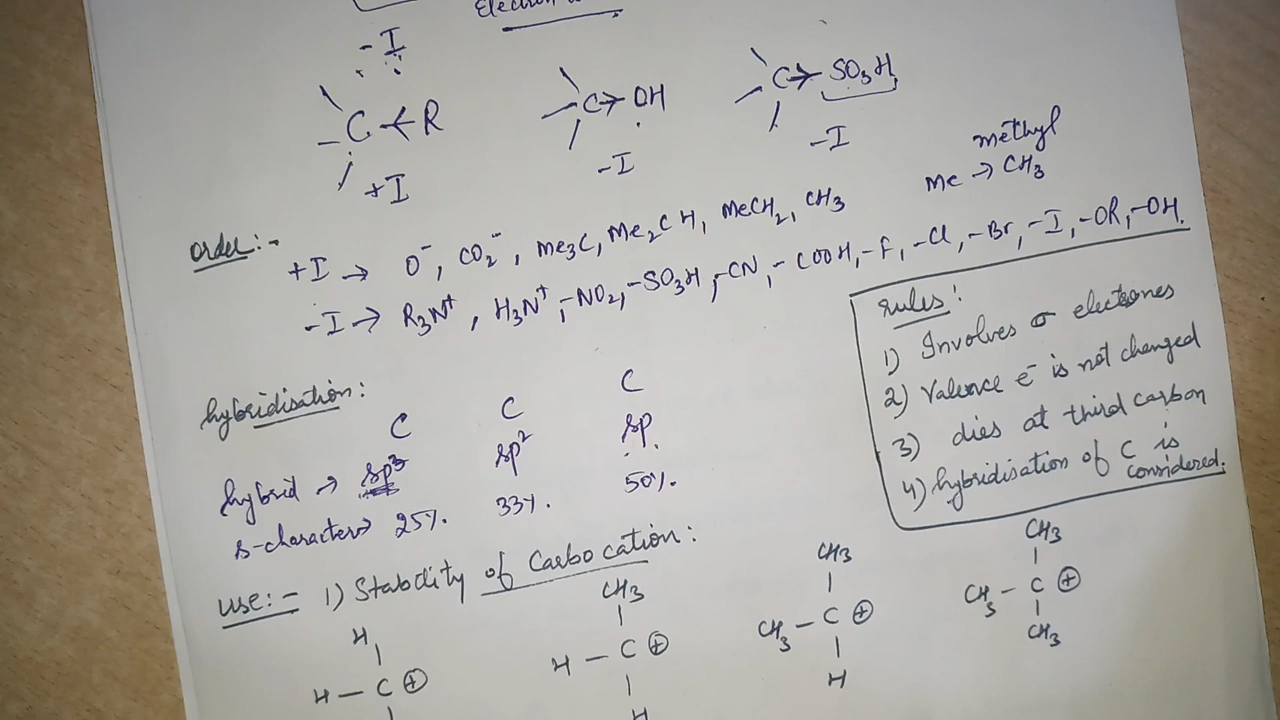 Electron
-I
C R
+I
C → OH
-I
C → SO₃H
-I
methyl
Me → CH₃
Order:-
+I → O⁻, CO₂⁻, Me₃C, Me₂CH, MeCH₂, CH₃
-I → R₃N⁺, H₃N⁺, -NO₂, -SO₃H, -CN, -COOH, -F, -Cl, -Br, -I, -OR, -OH.
rules:
1) Involves σ electrones
2) Valence e⁻ is not changed
3) dies at third carbon
4) hybridisation of C is
considered.
hybridisation:
C C C
hybrid → sp³ sp² sp
s-character → 25%. 33%. 50%.
use:- 1) Stability of Carbocation:
H
H - C ⊕
CH₃
H - C ⊕
H
CH₃
CH₃ - C ⊕
H
CH₃
CH₃ - C ⊕
CH₃